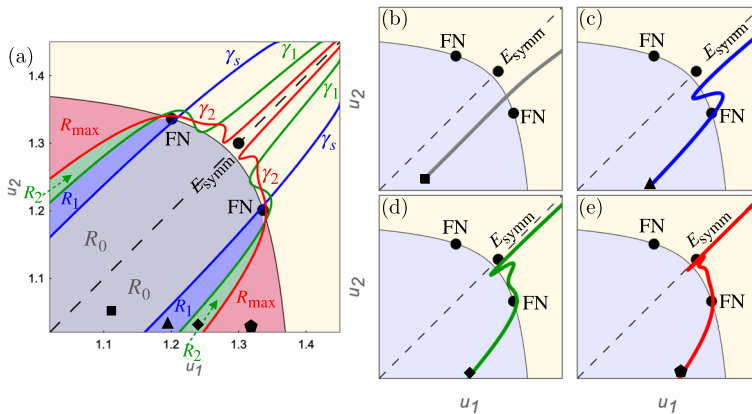 (a)
1.4
1.3
1.2
1.1
u2
1.1
1.2
1.3
1.4
u1
γs
γ1
γ1
γ2
γ2
γs
FN
FN
Esymm
Rmax
R2
R1
R0
R0
R1
R2
Rmax
(b)
FN
Esymm
FN
u2
(c)
FN
Esymm
FN
(d)
FN
Esymm
FN
u2
u1
(e)
FN
Esymm
FN
u1